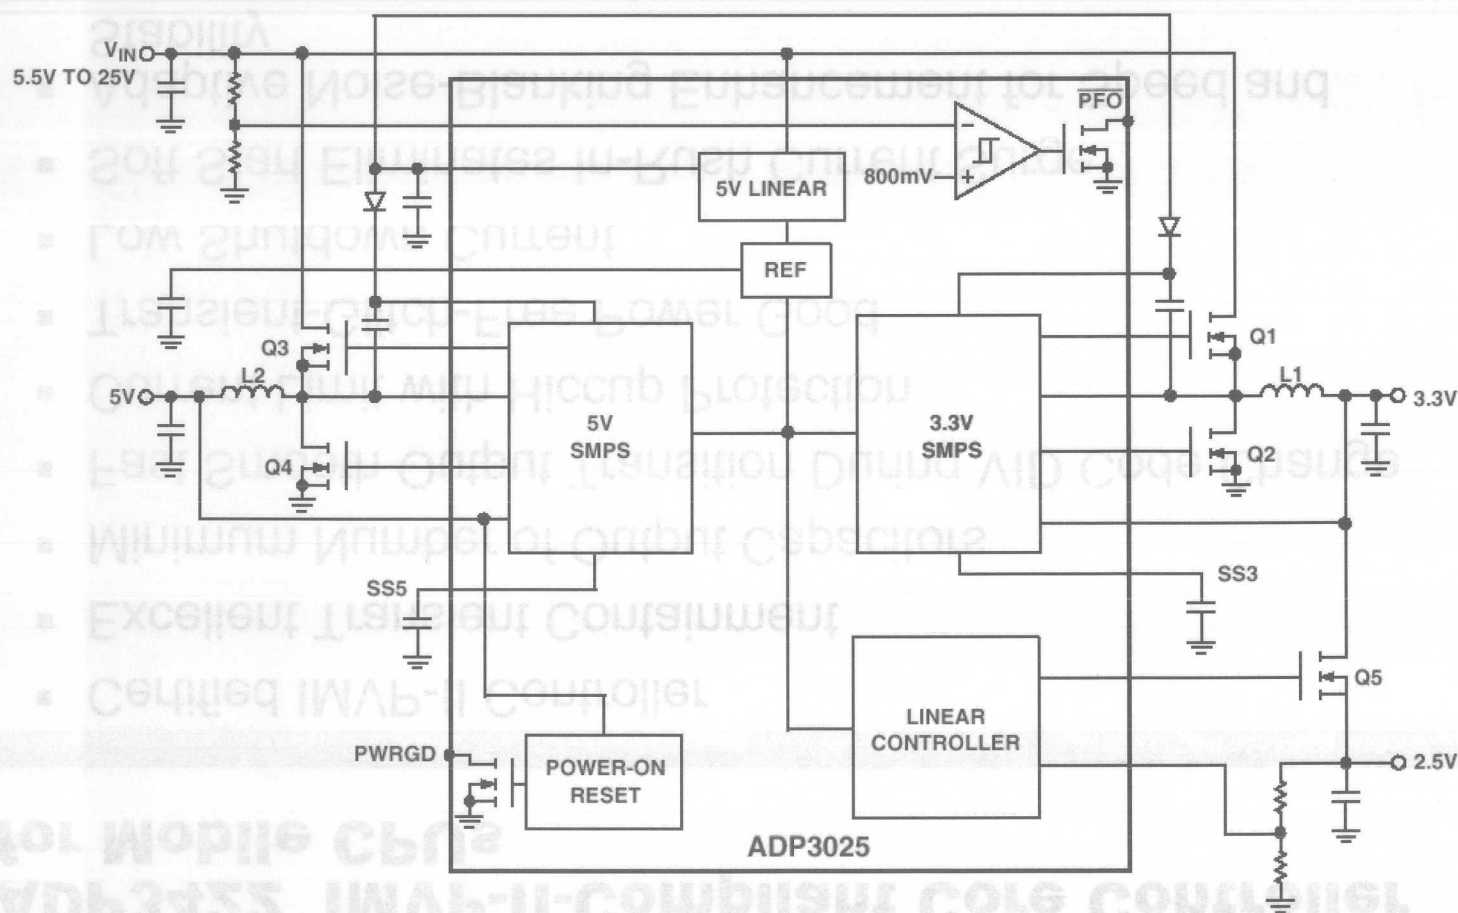 VIN
5.5V TO 25V
PFO
800mV
5V LINEAR
REF
Q3
L2
5V
Q4
5V
SMPS
3.3V
SMPS
Q1
L1
3.3V
Q2
SS5
SS3
Q5
LINEAR
CONTROLLER
PWRGD
POWER-ON
RESET
2.5V
ADP3025
Stability
Adaptive Noise-Blanking Enhancement for Speed and
Soft Start Eliminates In-Rush Current Surge
Low Shutdown Current
Transient-Glitch-Free Power Good
Current Limit with Hiccup Protection
Fast Smooth Output Transition During VID Code Change
Minimum Number of Output Capacitors
Excellent Transient Containment
Certified IMVP-II Controller
for Mobile CPUs
ADP3422 IMVP-II-Compliant Core Controller